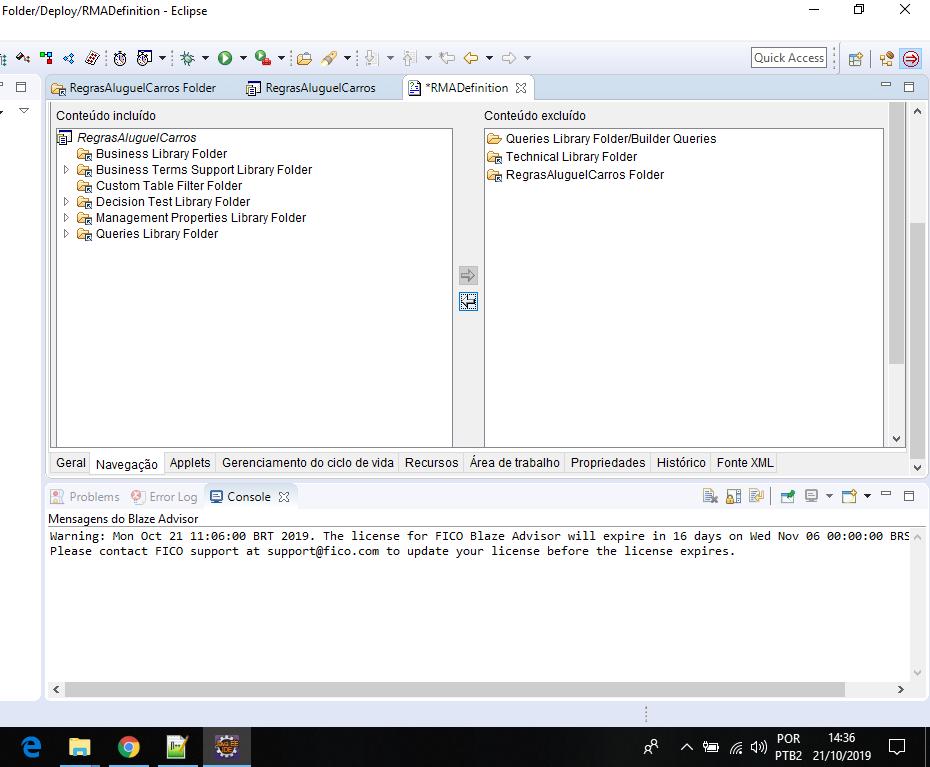 Folder/Deploy/RMADefinition - Eclipse
Quick Access
RegrasAluguelCarros Folder
RegrasAluguelCarros
*RMADefinition
Conteúdo incluído
Conteúdo excluído
RegrasAluguelCarros
Business Library Folder
Business Terms Support Library Folder
Custom Table Filter Folder
Decision Test Library Folder
Management Properties Library Folder
Queries Library Folder
Queries Library Folder/Builder Queries
Technical Library Folder
RegrasAluguelCarros Folder
Geral
Navegação
Applets
Gerenciamento do ciclo de vida
Recursos
Área de trabalho
Propriedades
Histórico
Fonte XML
Problems
Error Log
Console
Mensagens do Blaze Advisor
Warning: Mon Oct 21 11:06:00 BRT 2019. The license for FICO Blaze Advisor will expire in 16 days on Wed Nov 06 00:00:00 BRS
Please contact FICO support at support@fico.com to update your license before the license expires.
POR
PTB2
14:36
21/10/2019